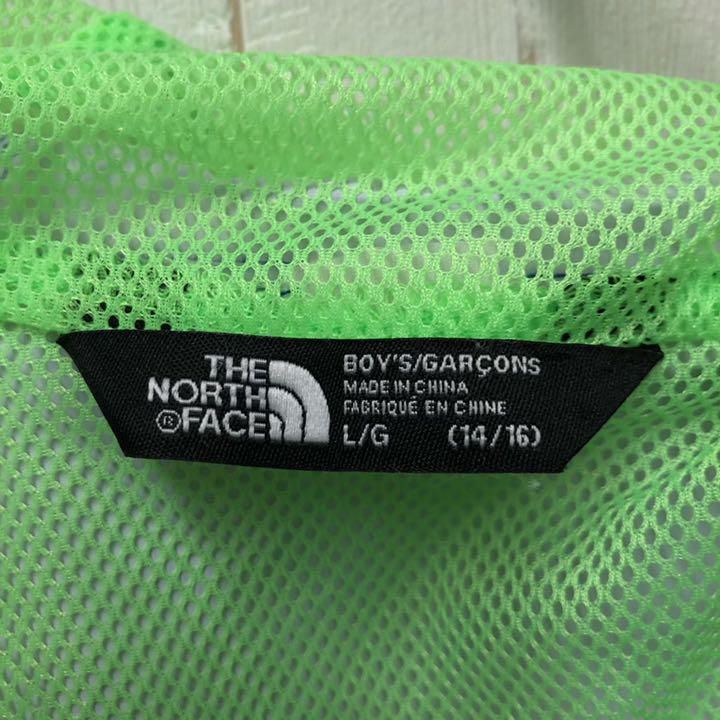 THE
NORTH
®FACE
BOY'S/GARÇONS
MADE IN CHINA
FABRIQUÉ EN CHINE
L/G (14/16)